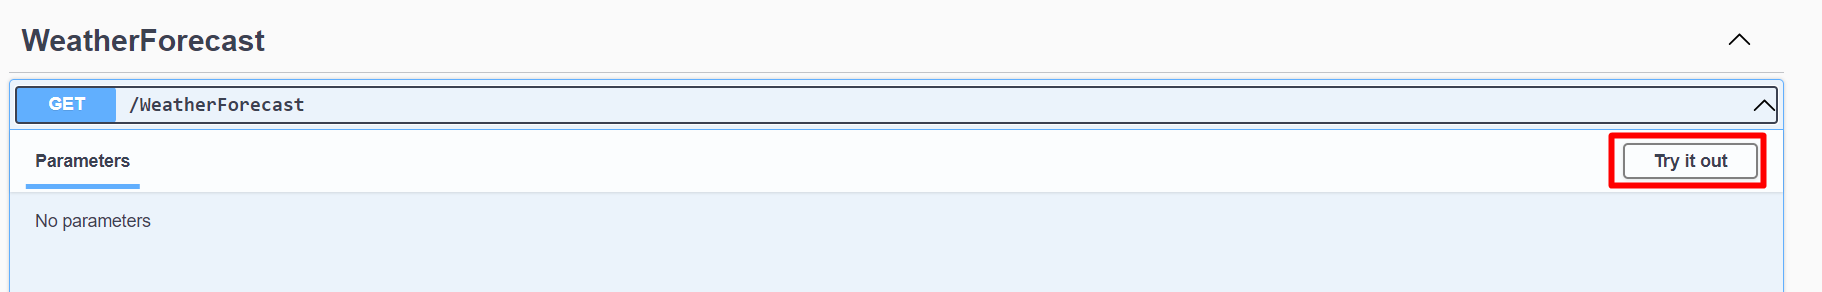 WeatherForecast
GET /WeatherForecast
Parameters Try it out
No parameters